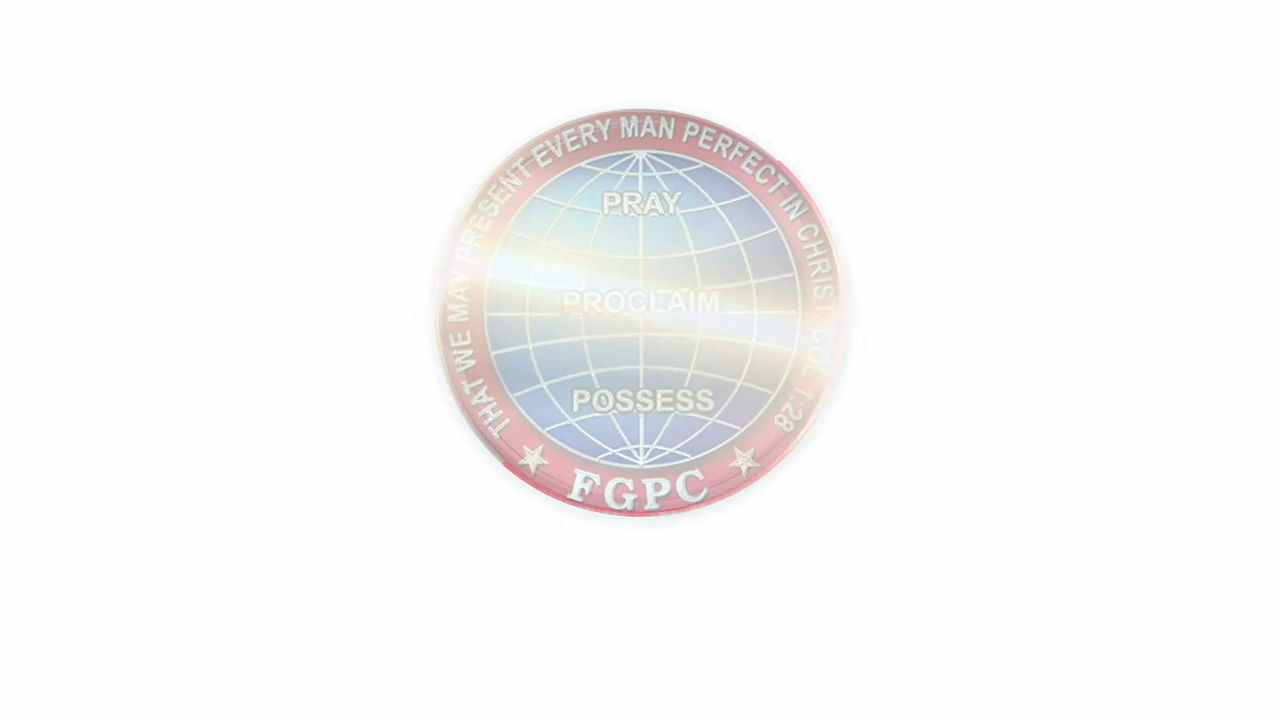 THAT WE MAY PRESENT EVERY MAN PERFECT IN CHRIST COL 1:28
PRAY
PROCLAIM
POSSESS
FGPC